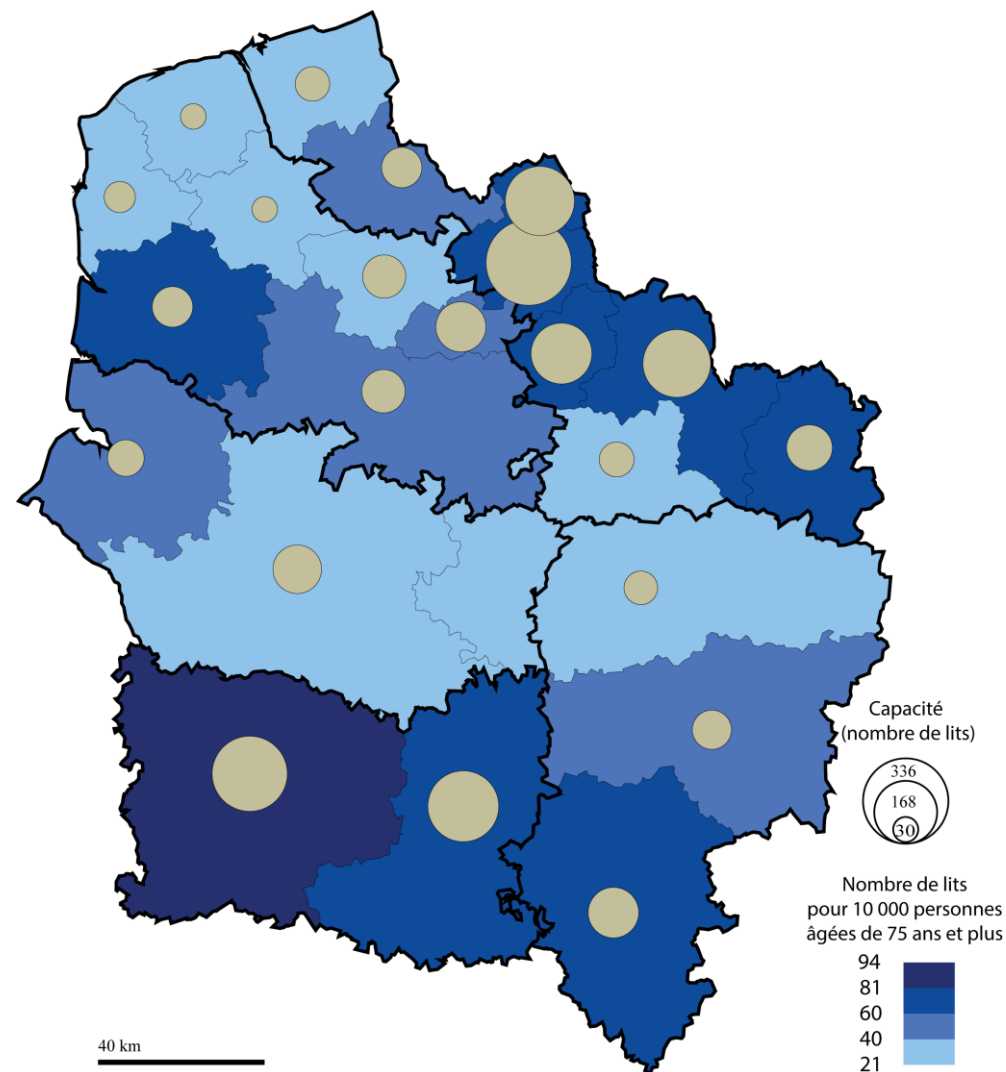 Capacité
(nombre de lits)
336
168
30
Nombre de lits
pour 10 000 personnes
âgées de 75 ans et plus
94
81
60
40
21
40 km